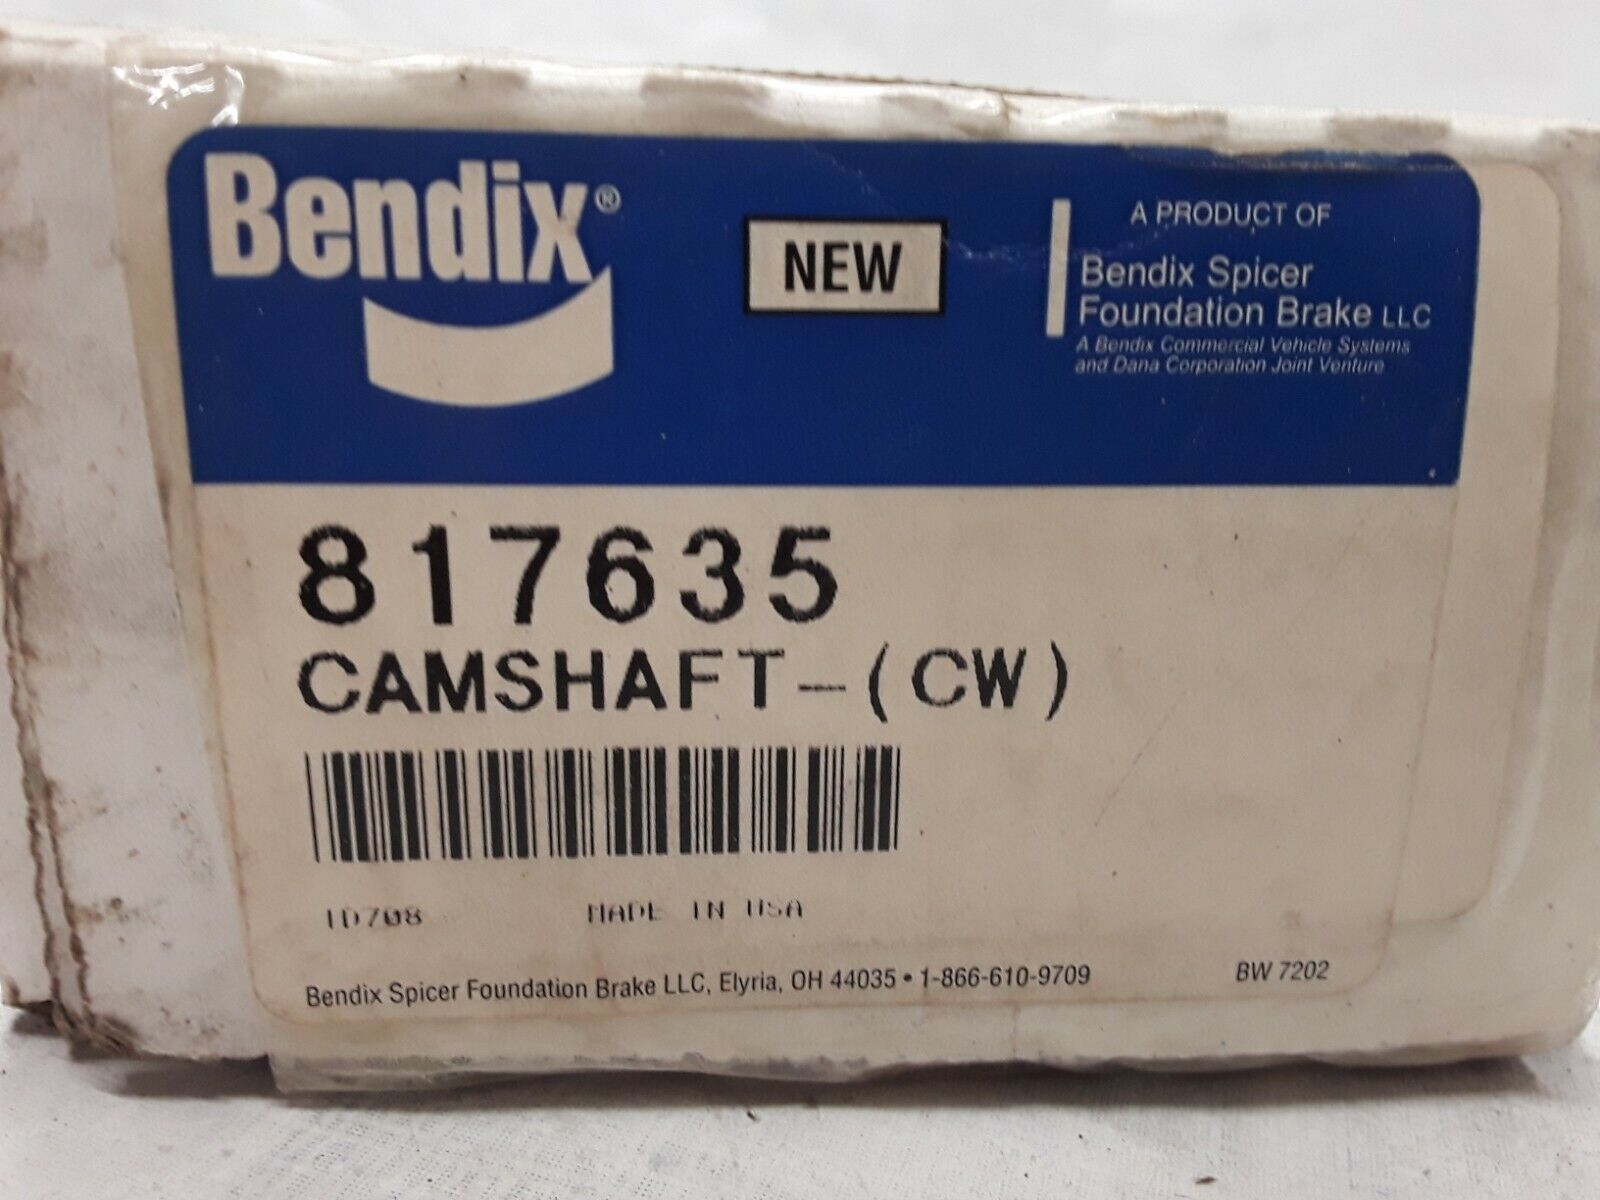 Bendix®
NEW
A PRODUCT OF
Bendix Spicer
Foundation Brake LLC
A Bendix Commercial Vehicle Systems
and Dana Corporation Joint Venture
817635
CAMSHAFT-(CW)
1D708 MADE IN USA
Bendix Spicer Foundation Brake LLC, Elyria, OH 44035 • 1-866-610-9709 BW 7202